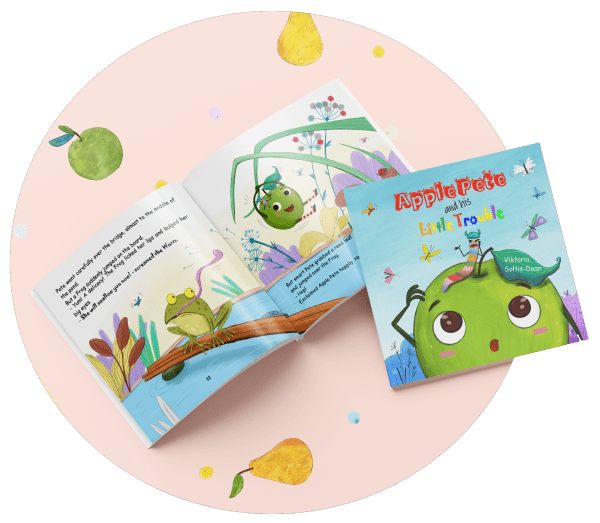 Pete went carefully over the bridge, almost to the middle of
the pond.
But a Frog suddenly jumped on the board.
Yum! A delicacy! The Frog licked her lips and bulged her
big eyes.
- She will swallow you now! - screamed the Worm.
But smart Pete grabbed a reed
and jumped over the Frog.
- Hop!
Exclaimed Apple Pete happily.
Apple Pete
and his
Little Trouble
Viktoria
Soltis-Doan